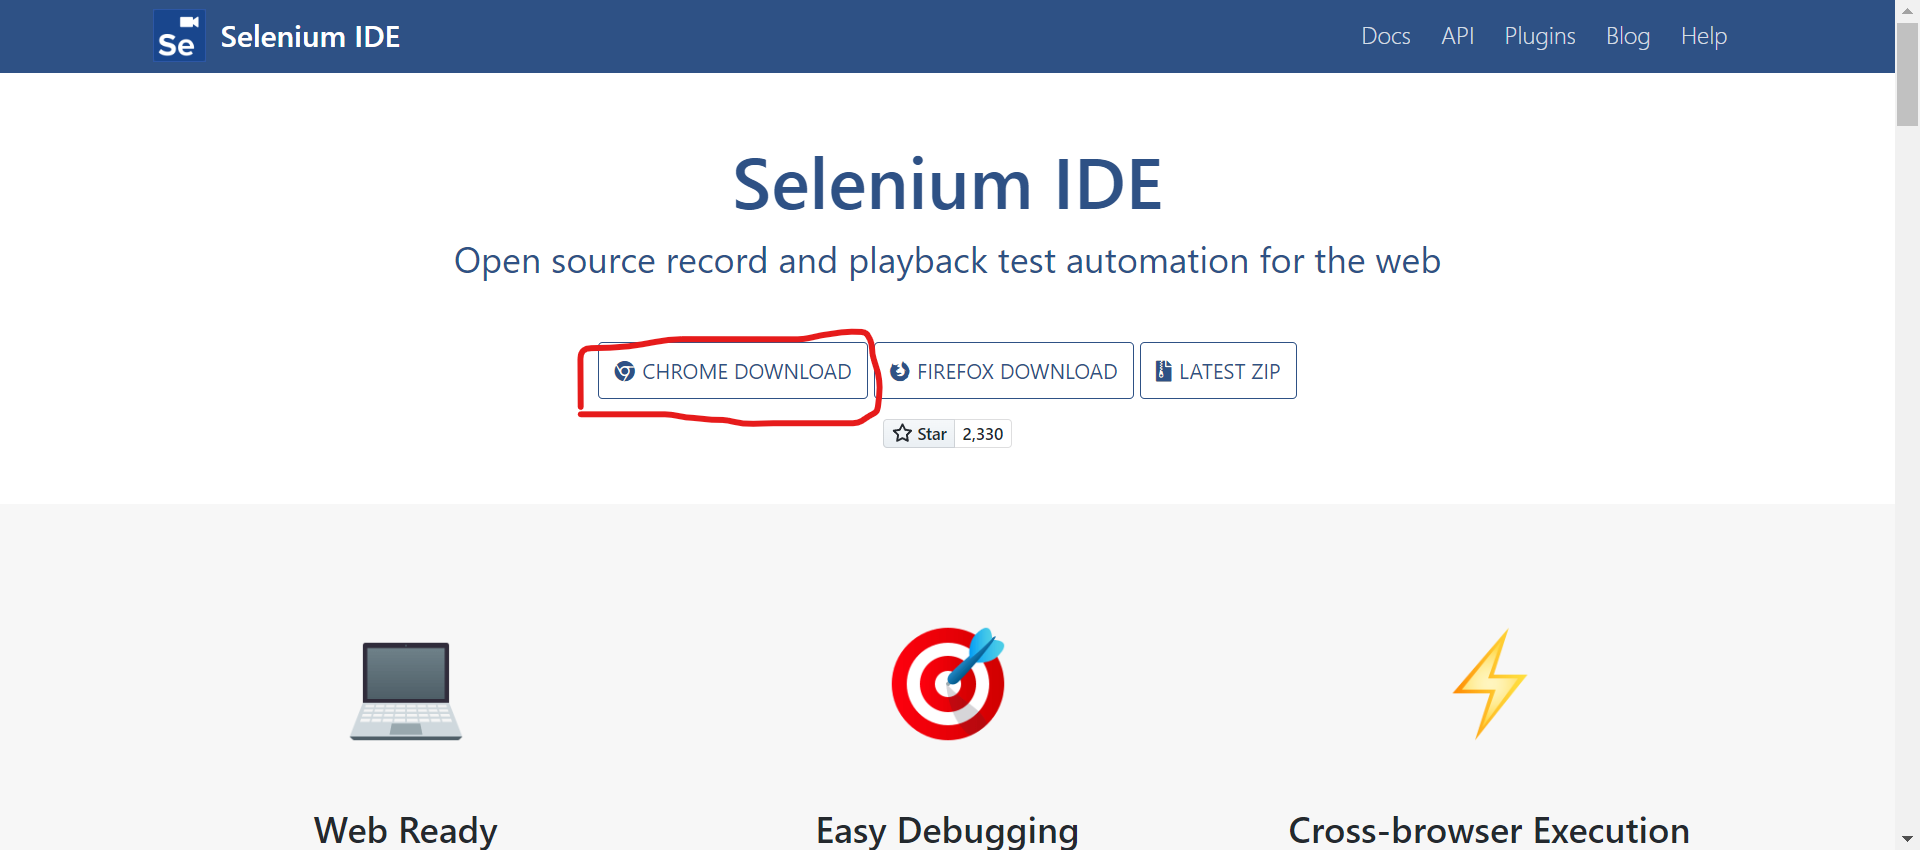 Se Selenium IDE Docs API Plugins Blog Help
Selenium IDE
Open source record and playback test automation for the web
CHROME DOWNLOAD FIREFOX DOWNLOAD LATEST ZIP
Star 2,330
Web Ready Easy Debugging Cross-browser Execution